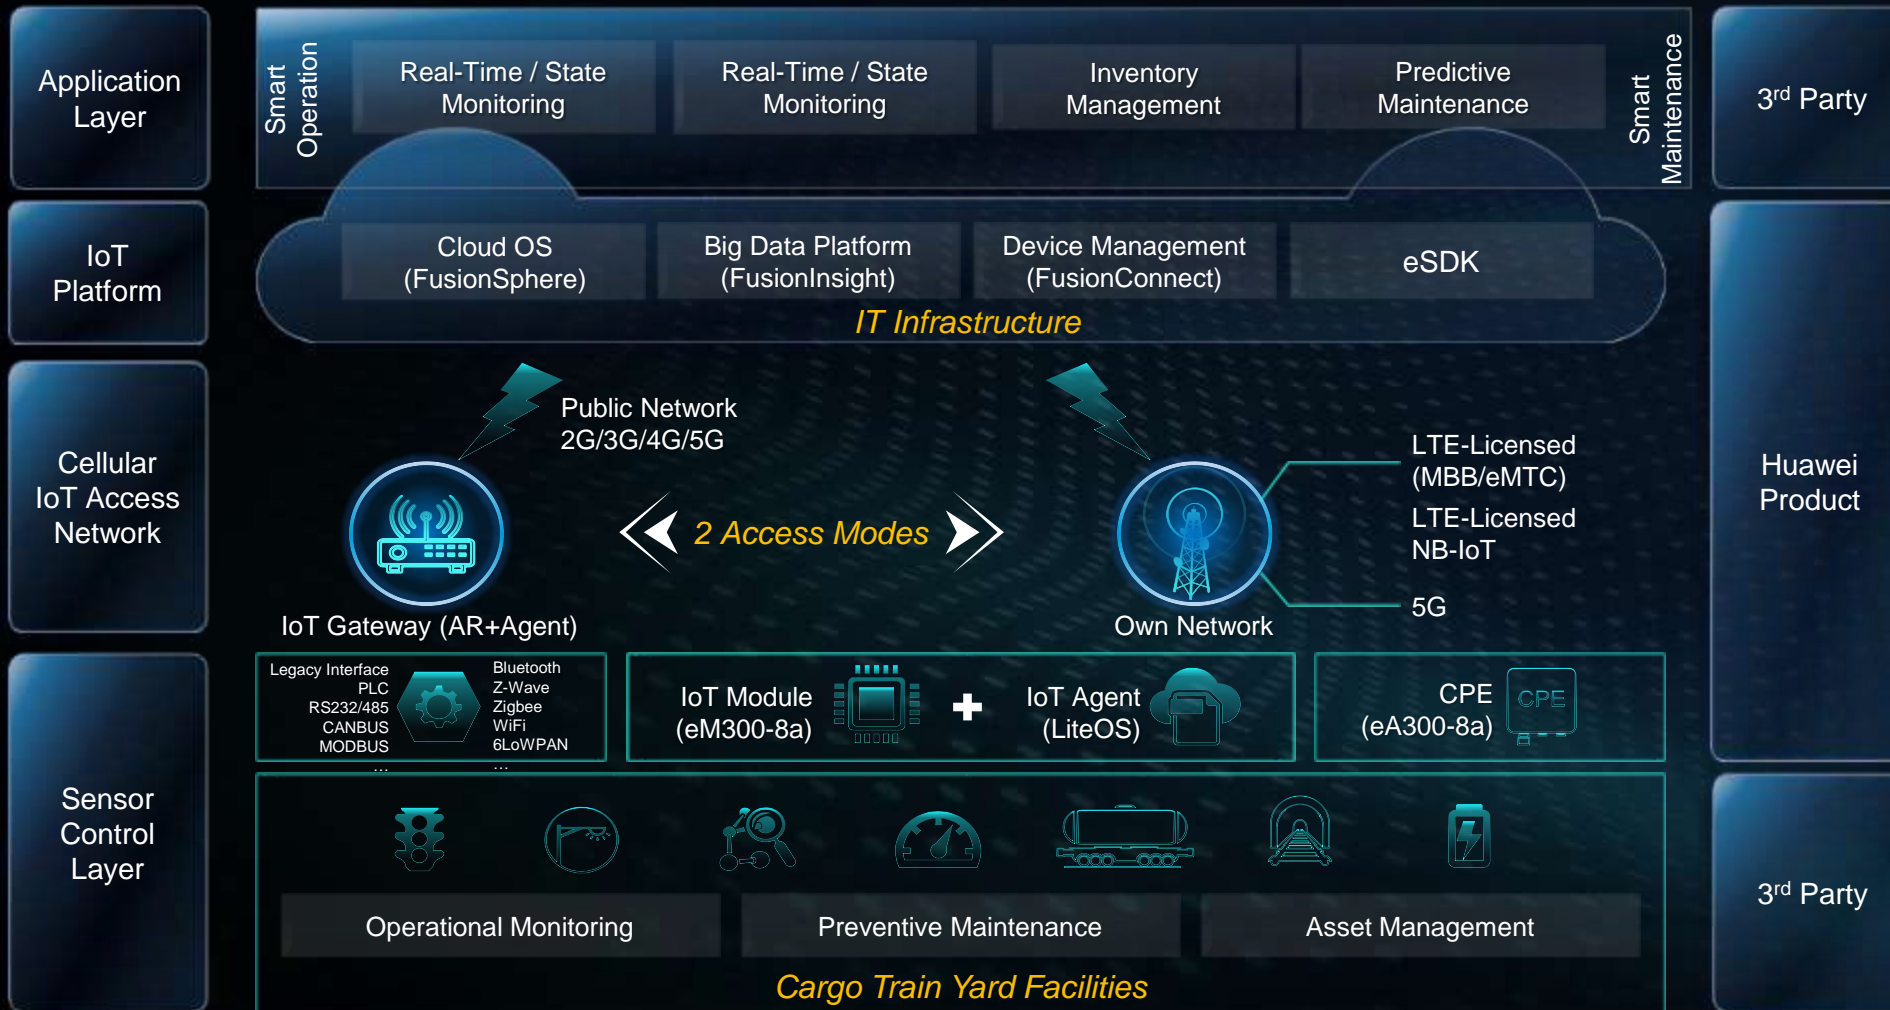 Application
Layer
Smart
Operation
Real-Time / State
Monitoring
Real-Time / State
Monitoring
Inventory
Management
Predictive
Maintenance
Smart
Maintenance
3rd Party
IoT
Platform
Cloud OS
(FusionSphere)
Big Data Platform
(FusionInsight)
Device Management
(FusionConnect)
eSDK
IT Infrastructure
Cellular
IoT Access
Network
Public Network
2G/3G/4G/5G
2 Access Modes
LTE-Licensed
(MBB/eMTC)
LTE-Licensed
NB-IoT
5G
IoT Gateway (AR+Agent)
Own Network
Huawei
Product
Sensor
Control
Layer
Legacy Interface
PLC
RS232/485
CANBUS
MODBUS
...
Bluetooth
Z-Wave
Zigbee
WiFi
6LoWPAN
...
IoT Module
(eM300-8a)
IoT Agent
(LiteOS)
CPE
(eA300-8a)
CPE
Operational Monitoring
Preventive Maintenance
Asset Management
Cargo Train Yard Facilities
3rd Party